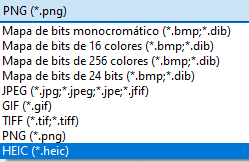 PNG (*.png)
Mapa de bits monocromático (*.bmp;*.dib)
Mapa de bits de 16 colores (*.bmp;*.dib)
Mapa de bits de 256 colores (*.bmp;*.dib)
Mapa de bits de 24 bits (*.bmp;*.dib)
JPEG (*.jpg;*.jpeg;*.jpe;*.jfif)
GIF (*.gif)
TIFF (*.tif;*.tiff)
PNG (*.png)
HEIC (*.heic)